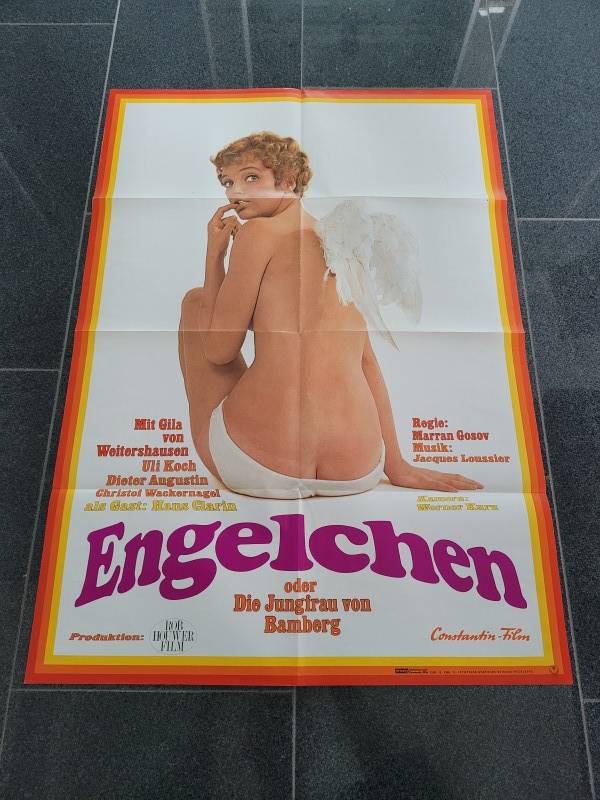 Mit Gila
von
Weitershausen
Uli Koch
Dieter Augustin
Christof Wackernagel
als Gast: Hans Clarin
Regie:
Marran Gosov
Musik:
Jacques Loussier
Kamera:
Werner Kurz
Engelchen
oder
Die Jungfrau von
Bamberg
Produktion:
ROB
HOUWER
FILM
Constantin-Film